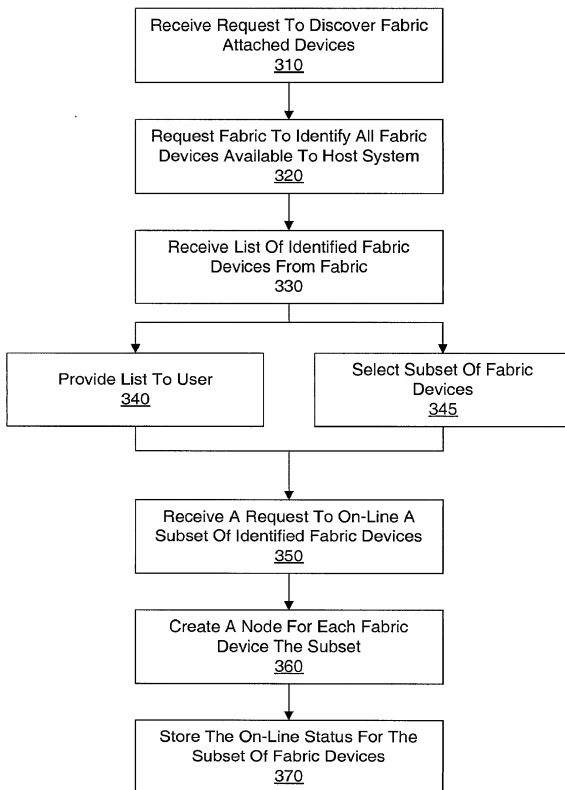 Receive Request To Discover Fabric
Attached Devices
310
Request Fabric To Identify All Fabric
Devices Available To Host System
320
Receive List Of Identified Fabric
Devices From Fabric
330
Provide List To User
340
Select Subset Of Fabric
Devices
345
Receive A Request To On-Line A
Subset Of Identified Fabric Devices
350
Create A Node For Each Fabric
Device The Subset
360
Store The On-Line Status For The
Subset Of Fabric Devices
370